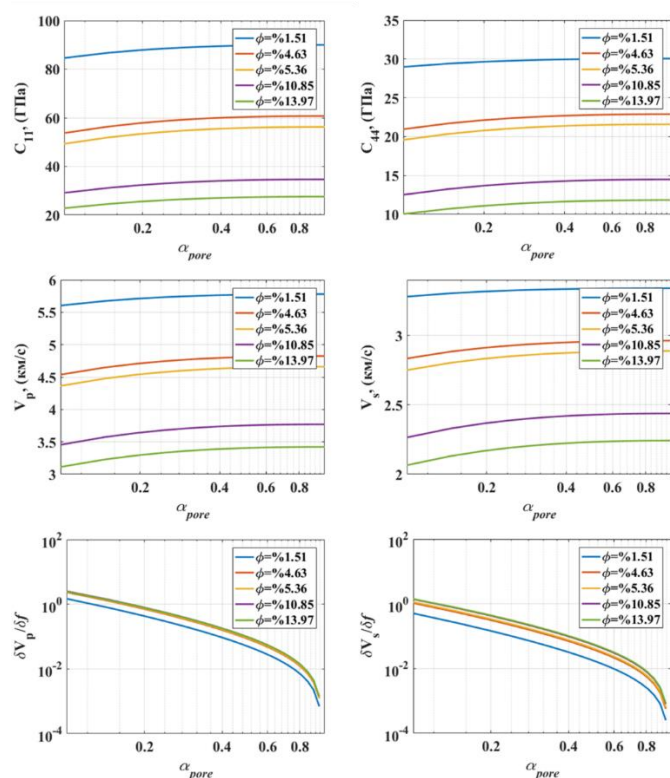 C₁₁, (ГПа)
100
80
60
40
20
0.2
0.4
0.6
0.8
α_pore
ϕ=%1.51
ϕ=%4.63
ϕ=%5.36
ϕ=%10.85
ϕ=%13.97
C₄₄, (ГПа)
35
30
25
20
15
10
0.2
0.4
0.6
0.8
α_pore
ϕ=%1.51
ϕ=%4.63
ϕ=%5.36
ϕ=%10.85
ϕ=%13.97
Vₚ, (км/с)
6
5.5
5
4.5
4
3.5
3
0.2
0.4
0.6
0.8
α_pore
ϕ=%1.51
ϕ=%4.63
ϕ=%5.36
ϕ=%10.85
ϕ=%13.97
Vₛ, (км/с)
3
2.5
2
0.2
0.4
0.6
0.8
α_pore
ϕ=%1.51
ϕ=%4.63
ϕ=%5.36
ϕ=%10.85
ϕ=%13.97
δVₚ/δf
10²
10⁰
10⁻²
10⁻⁴
0.2
0.4
0.6
0.8
α_pore
ϕ=%1.51
ϕ=%4.63
ϕ=%5.36
ϕ=%10.85
ϕ=%13.97
δVₛ/δf
10²
10⁰
10⁻²
10⁻⁴
0.2
0.4
0.6
0.8
α_pore
ϕ=%1.51
ϕ=%4.63
ϕ=%5.36
ϕ=%10.85
ϕ=%13.97